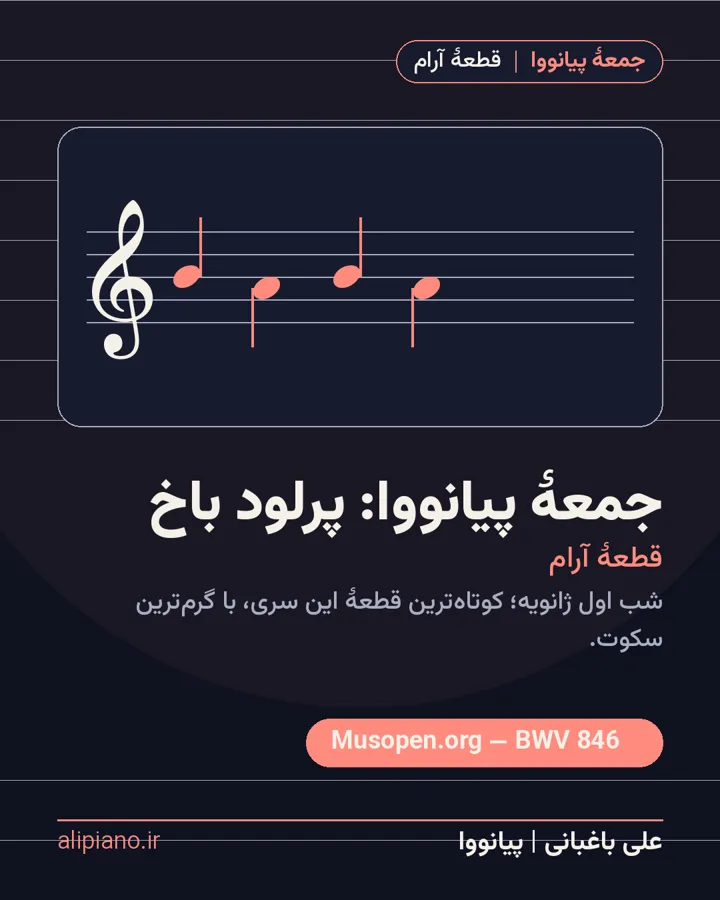 جمعهٔ پیانووا | قطعهٔ آرام
جمعهٔ پیانووا: پرلود باخ
قطعهٔ آرام
شب اول ژانویه؛ کوتاه‌ترین قطعهٔ این سری، با گرم‌ترین
سکوت.
Musopen.org – BWV 846
علی باغبانی | پیانووا
alipiano.ir